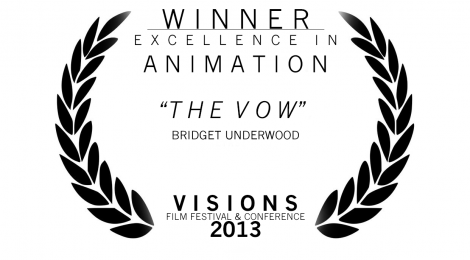 WINNER
EXCELLENCE IN
ANIMATION
“THE VOW”
BRIDGET UNDERWOOD
VISIONS
FILM FESTIVAL & CONFERENCE
2013